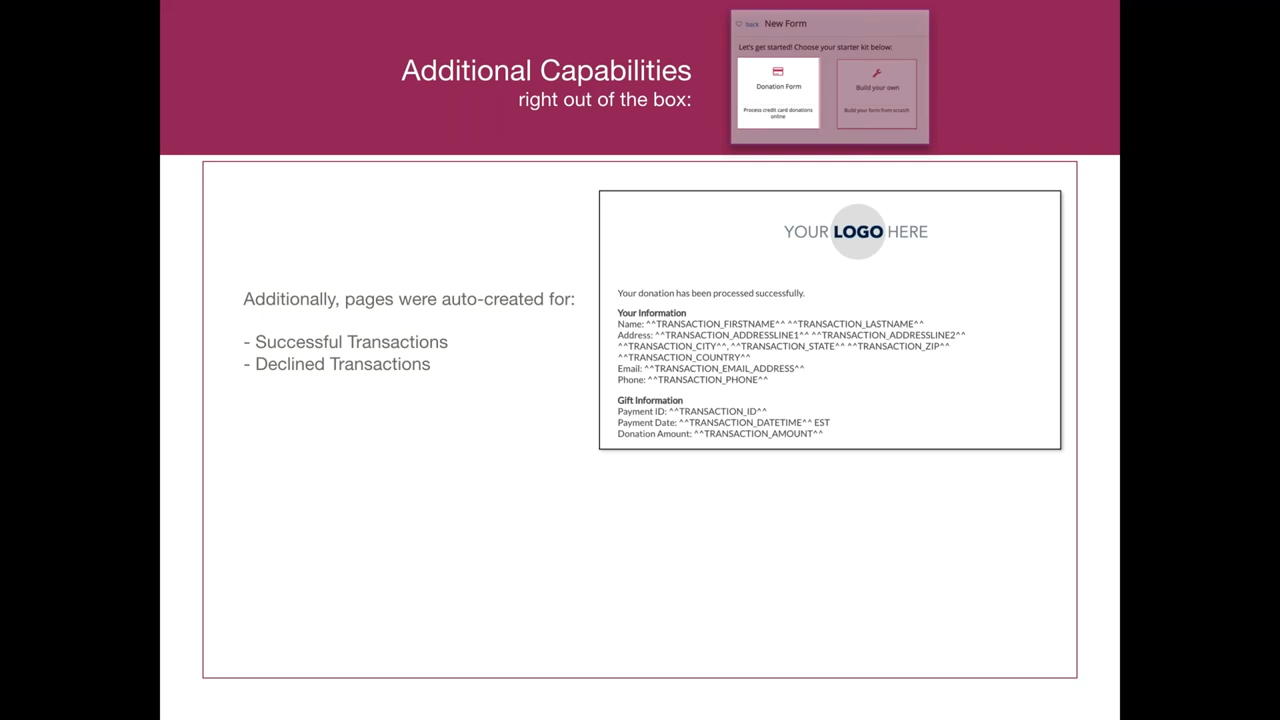 Additional Capabilities
right out of the box:
back New Form
Let's get started! Choose your starter kit below:
Donation Form
Process credit card donations
online
Build your own
Build your form from scratch
Additionally, pages were auto-created for:
- Successful Transactions
- Declined Transactions
YOUR LOGO HERE
Your donation has been processed successfully.
Your Information
Name: ^^TRANSACTION_FIRSTNAME^^ ^^TRANSACTION_LASTNAME^^
Address: ^^TRANSACTION_ADDRESSLINE1^^ ^^TRANSACTION_ADDRESSLINE2^^
^^TRANSACTION_CITY^^, ^^TRANSACTION_STATE^^ ^^TRANSACTION_ZIP^^
^^TRANSACTION_COUNTRY^^
Email: ^^TRANSACTION_EMAIL_ADDRESS^^
Phone: ^^TRANSACTION_PHONE^^
Gift Information
Payment ID: ^^TRANSACTION_ID^^
Payment Date: ^^TRANSACTION_DATETIME^^ EST
Donation Amount: ^^TRANSACTION_AMOUNT^^